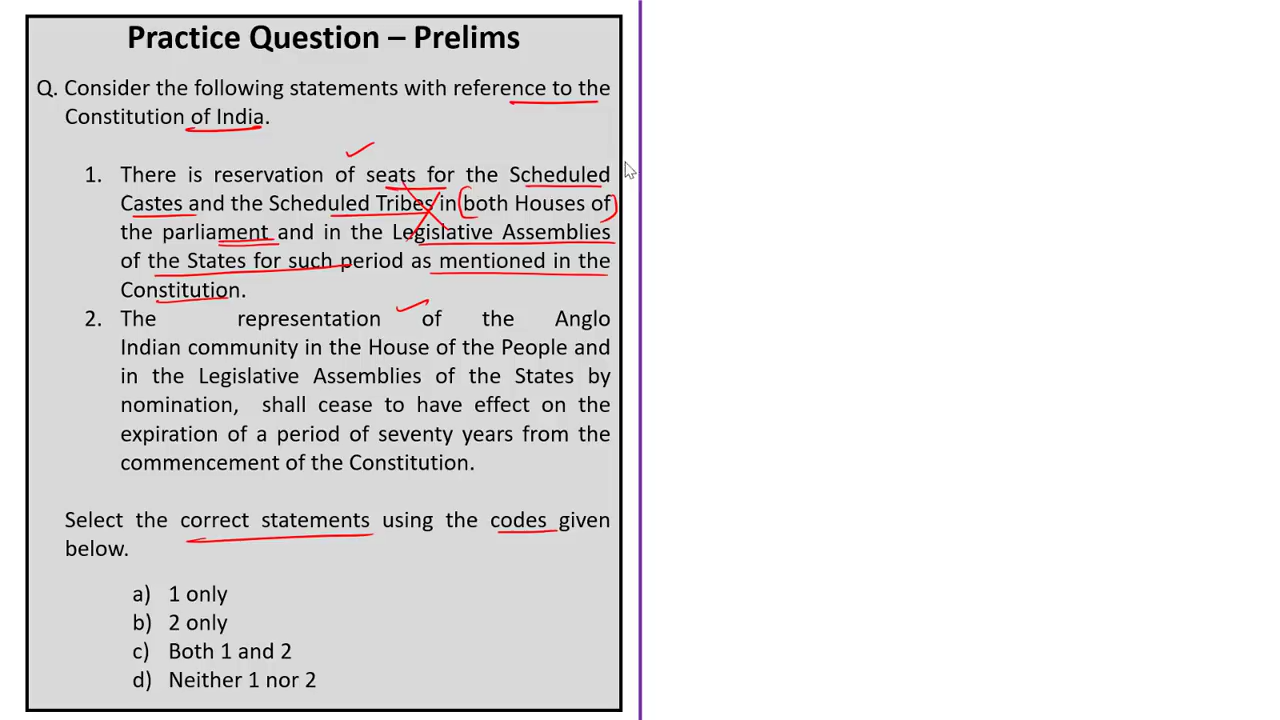 Practice Question – Prelims
Q. Consider the following statements with reference to the
Constitution of India.
1. There is reservation of seats for the Scheduled
Castes and the Scheduled Tribes in both Houses of
the parliament and in the Legislative Assemblies
of the States for such period as mentioned in the
Constitution.
2. The representation of the Anglo
Indian community in the House of the People and
in the Legislative Assemblies of the States by
nomination, shall cease to have effect on the
expiration of a period of seventy years from the
commencement of the Constitution.
Select the correct statements using the codes given
below.
a) 1 only
b) 2 only
c) Both 1 and 2
d) Neither 1 nor 2